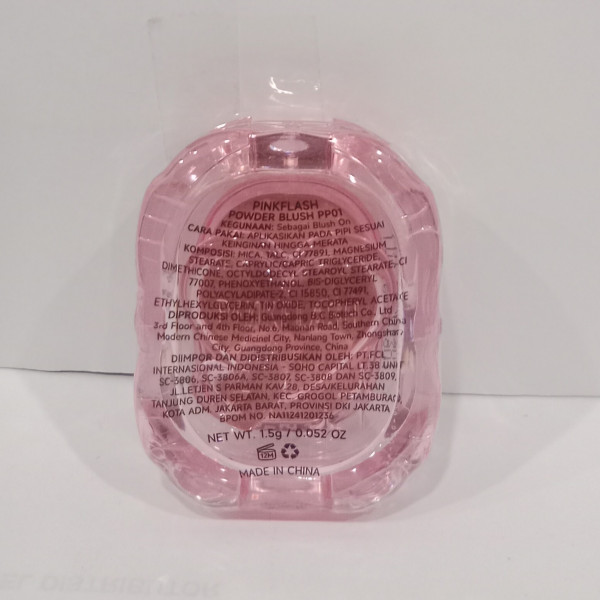 PINKFLASH
POWDER BLUSH PP01
KEGUNAAN: Sebagai Blush On
CARA PAKAI: APLIKASIKAN PADA PIPI SESUAI
KEINGINAN HINGGA MERATA
KOMPOSISI: MICA, TALC, CI 77891, MAGNESIUM
STEARATE, CAPRYLIC/CAPRIC TRIGLYCERIDE,
DIMETHICONE, OCTYLDODECYL STEAROYL STEARATE, CI
77007, PHENOXYETHANOL, BIS-DIGLYCERYL
POLYACYLADIPATE-2, CI 15850, CI 77491,
ETHYLHEXYLGLYCERIN, TIN OXIDE, TOCOPHERYL ACETATE
DIPRODUKSI OLEH: Guangdong B.C. Biotech Co., Ltd
3-d Floor and 4th Floor, No.6, Maunan Road, Southern China
Modern Chinese Medicinel City, Nanlang Town, Zhongshan
City, Guangdong Province, China
DIIMPOR DAN DIDISTRIBUSIKAN OLEH: PT.FCL
INTERNASIONAL INDONESIA - SOHO CAPITAL LT.38 UNIT
SC-3806, SC-3806A, SC-3807, SC-3808 DAN SC-3809,
JL.LETJEN S PARMAN KAV.28, DESA/KELURAHAN
TANJUNG DUREN SELATAN, KEC. GROGOL PETAMBURAN,
KOTA ADM. JAKARTA BARAT, PROVINSI DKI JAKARTA
BPOM NO. NA11241201236
NET WT. 1.5g / 0.052 OZ
12M
MADE IN CHINA